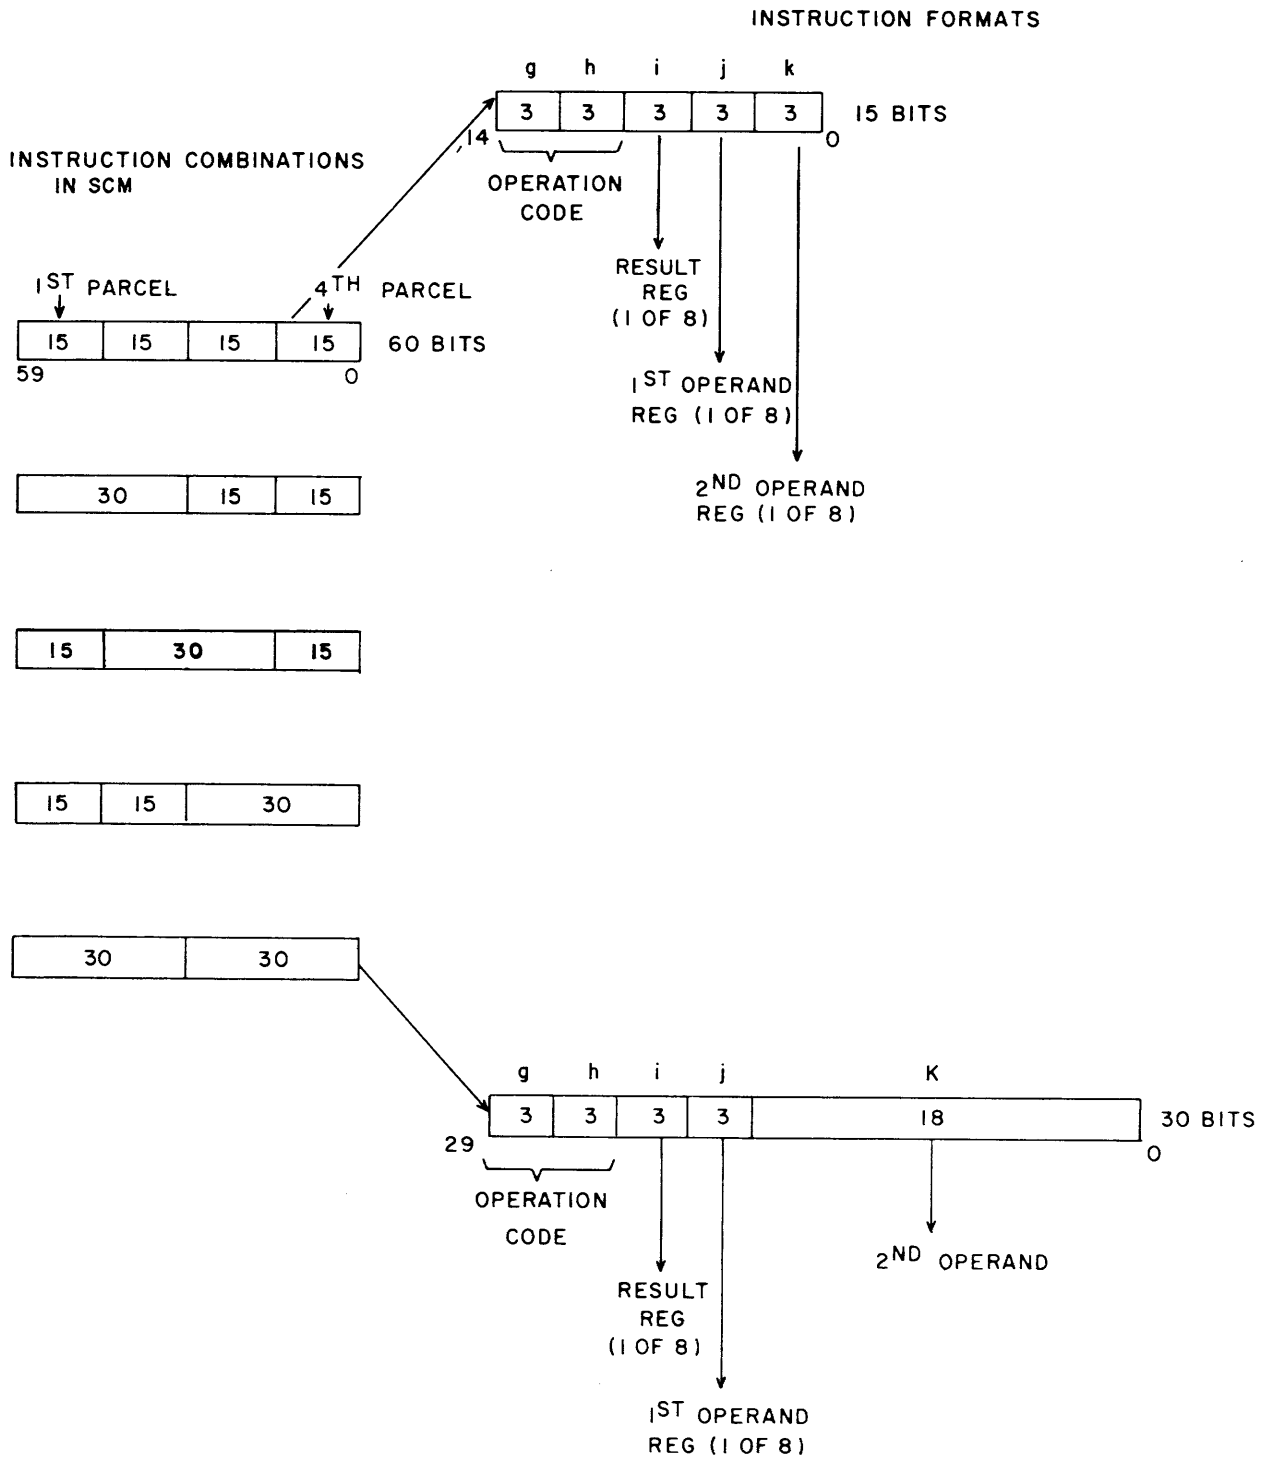 INSTRUCTION FORMATS
g h i j k
3 3 3 3 3 15 BITS
14 0
OPERATION
CODE
RESULT
REG
(1 OF 8)
1ST OPERAND
REG (1 OF 8)
2ND OPERAND
REG (1 OF 8)
INSTRUCTION COMBINATIONS
IN SCM
1ST PARCEL 4TH PARCEL
15 15 15 15 60 BITS
59 0
30 15 15
15 30 15
15 15 30
30 30
g h i j K
3 3 3 3 18 30 BITS
29 0
OPERATION
CODE
RESULT
REG
(1 OF 8)
1ST OPERAND
REG (1 OF 8)
2ND OPERAND